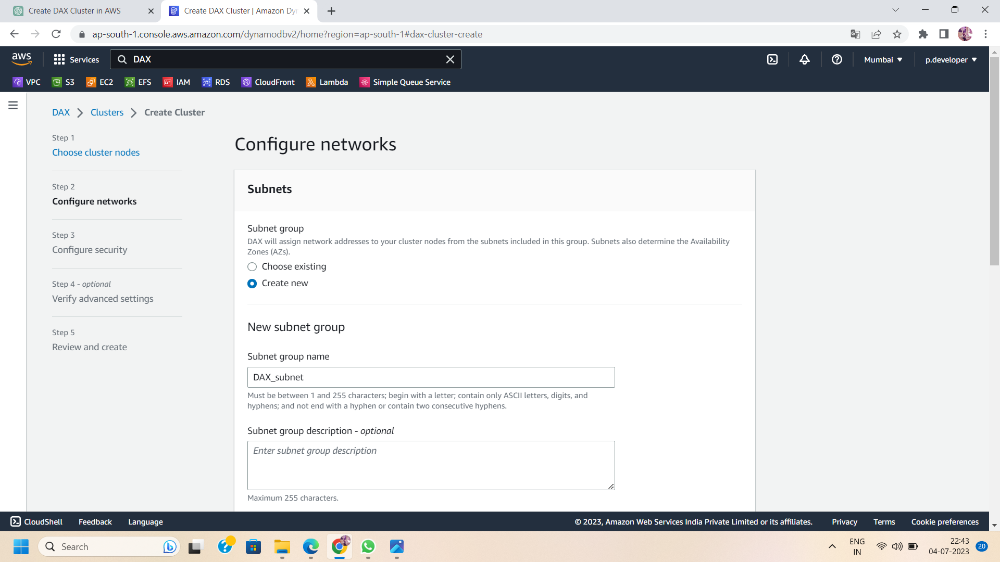 Create DAX Cluster in AWS
Create DAX Cluster | Amazon Dy
ap-south-1.console.aws.amazon.com/dynamodbv2/home?region=ap-south-1#dax-cluster-create
aws
Services
DAX
Mumbai
p.developer
VPC
S3
EC2
EFS
IAM
RDS
CloudFront
Lambda
Simple Queue Service
DAX
Clusters
Create Cluster
Step 1
Choose cluster nodes
Step 2
Configure networks
Step 3
Configure security
Step 4 - optional
Verify advanced settings
Step 5
Review and create
Configure networks
Subnets
Subnet group
DAX will assign network addresses to your cluster nodes from the subnets included in this group. Subnets also determine the Availability
Zones (AZs).
Choose existing
Create new
New subnet group
Subnet group name
DAX_subnet
Must be between 1 and 255 characters; begin with a letter; contain only ASCII letters, digits, and
hyphens; and not end with a hyphen or contain two consecutive hyphens.
Subnet group description - optional
Enter subnet group description
Maximum 255 characters.
CloudShell
Feedback
Language
© 2023, Amazon Web Services India Private Limited or its affiliates.
Privacy
Terms
Cookie preferences
Search
ENG
IN
22:43
04-07-2023
20